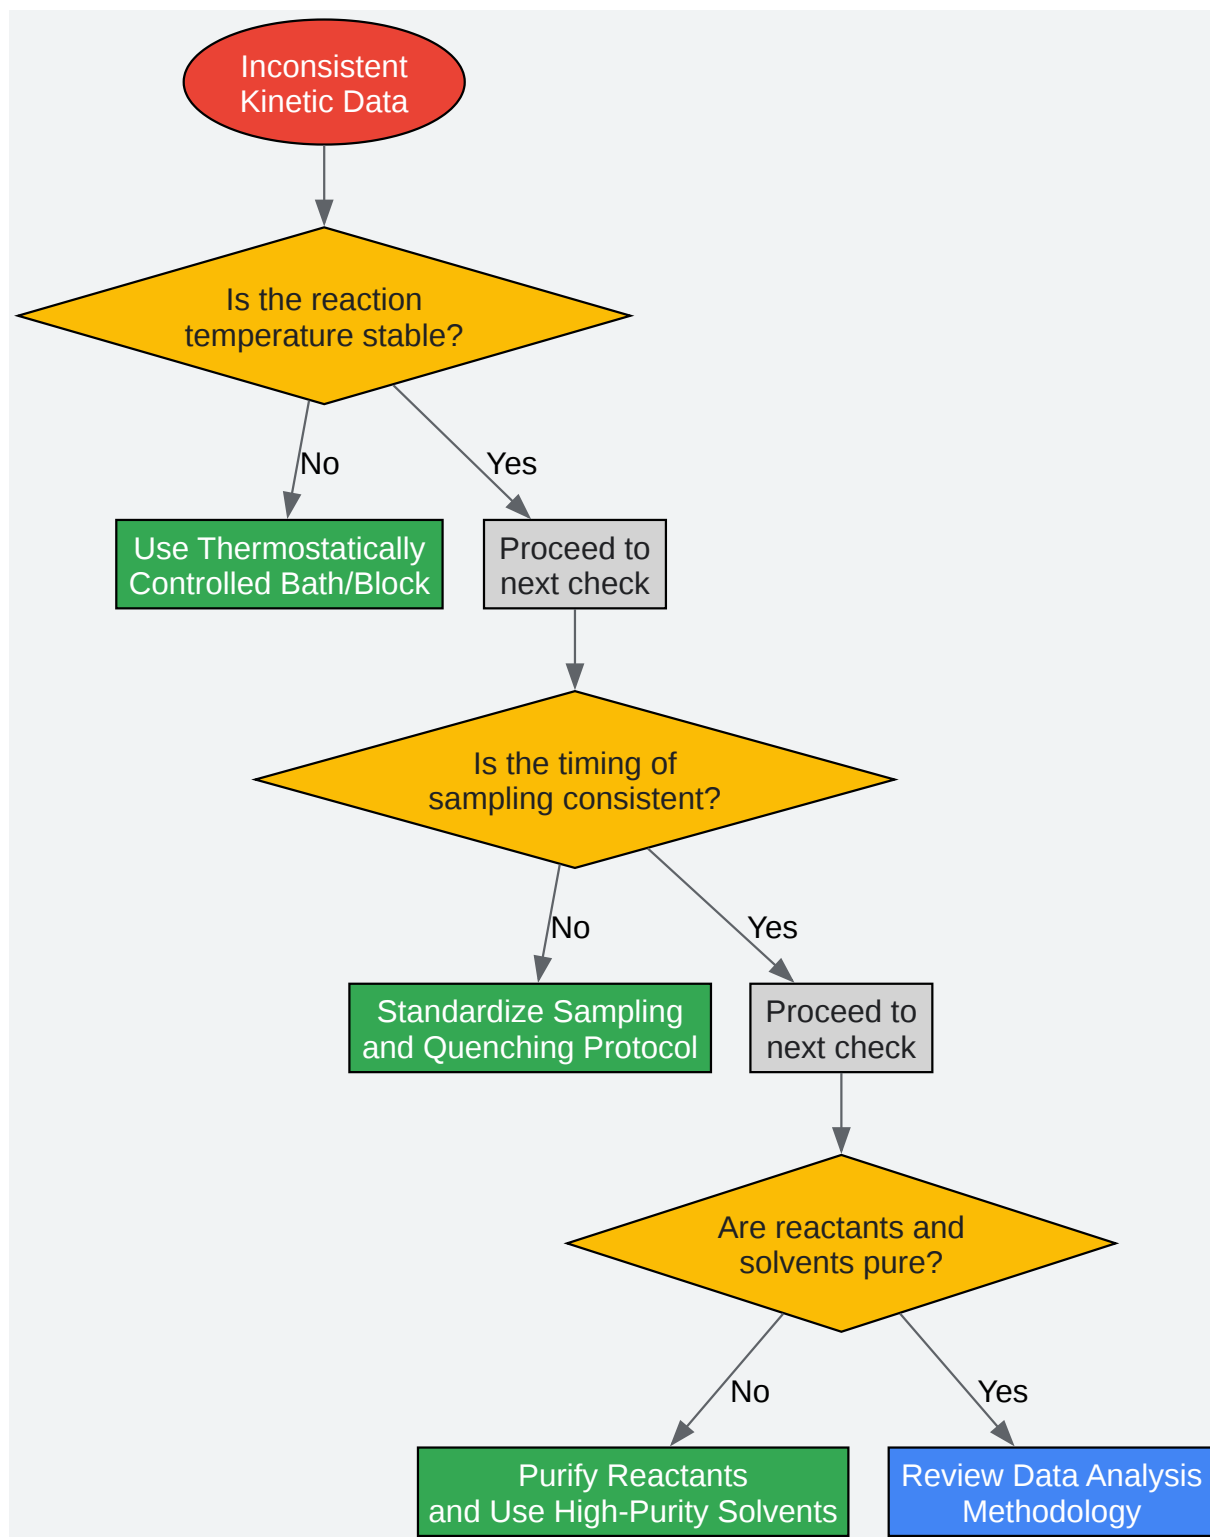 Inconsistent
Kinetic Data
Is the reaction
temperature stable?
No
Yes
Use Thermostatically
Controlled Bath/Block
Proceed to
next check
Is the timing of
sampling consistent?
No
Yes
Standardize Sampling
and Quenching Protocol
Proceed to
next check
Are reactants and
solvents pure?
No
Yes
Purify Reactants
and Use High-Purity Solvents
Review Data Analysis
Methodology